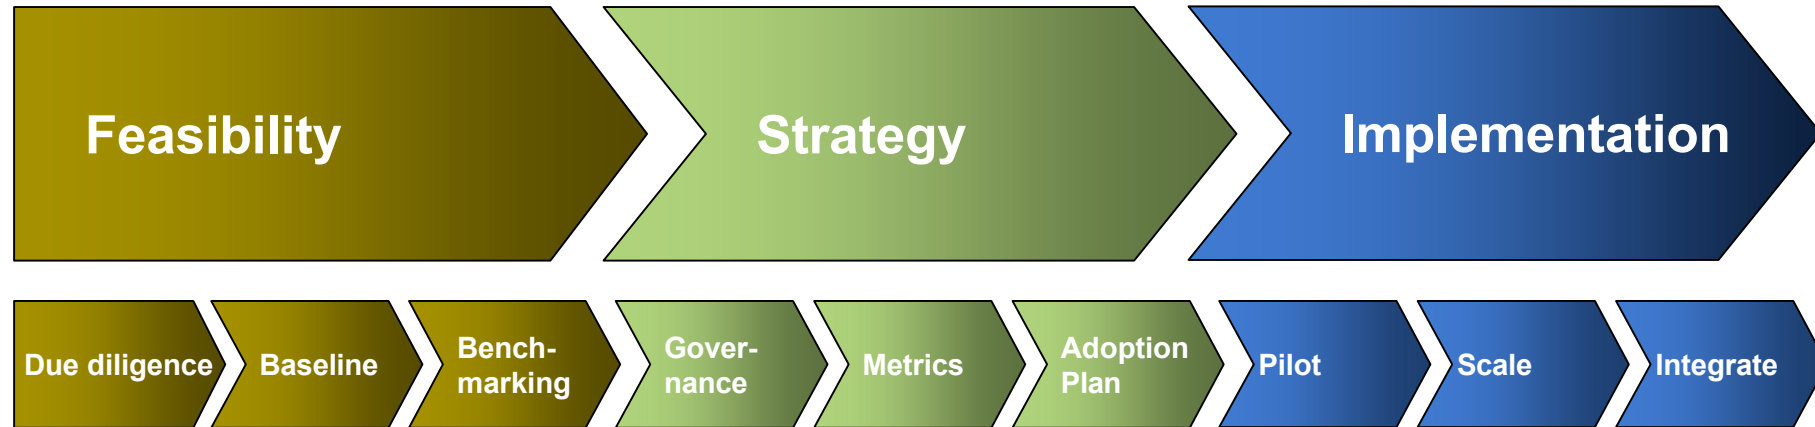 Feasibility
Strategy
Implementation
Due diligence
Baseline
Bench-
marking
Gover-
nance
Metrics
Adoption
Plan
Pilot
Scale
Integrate